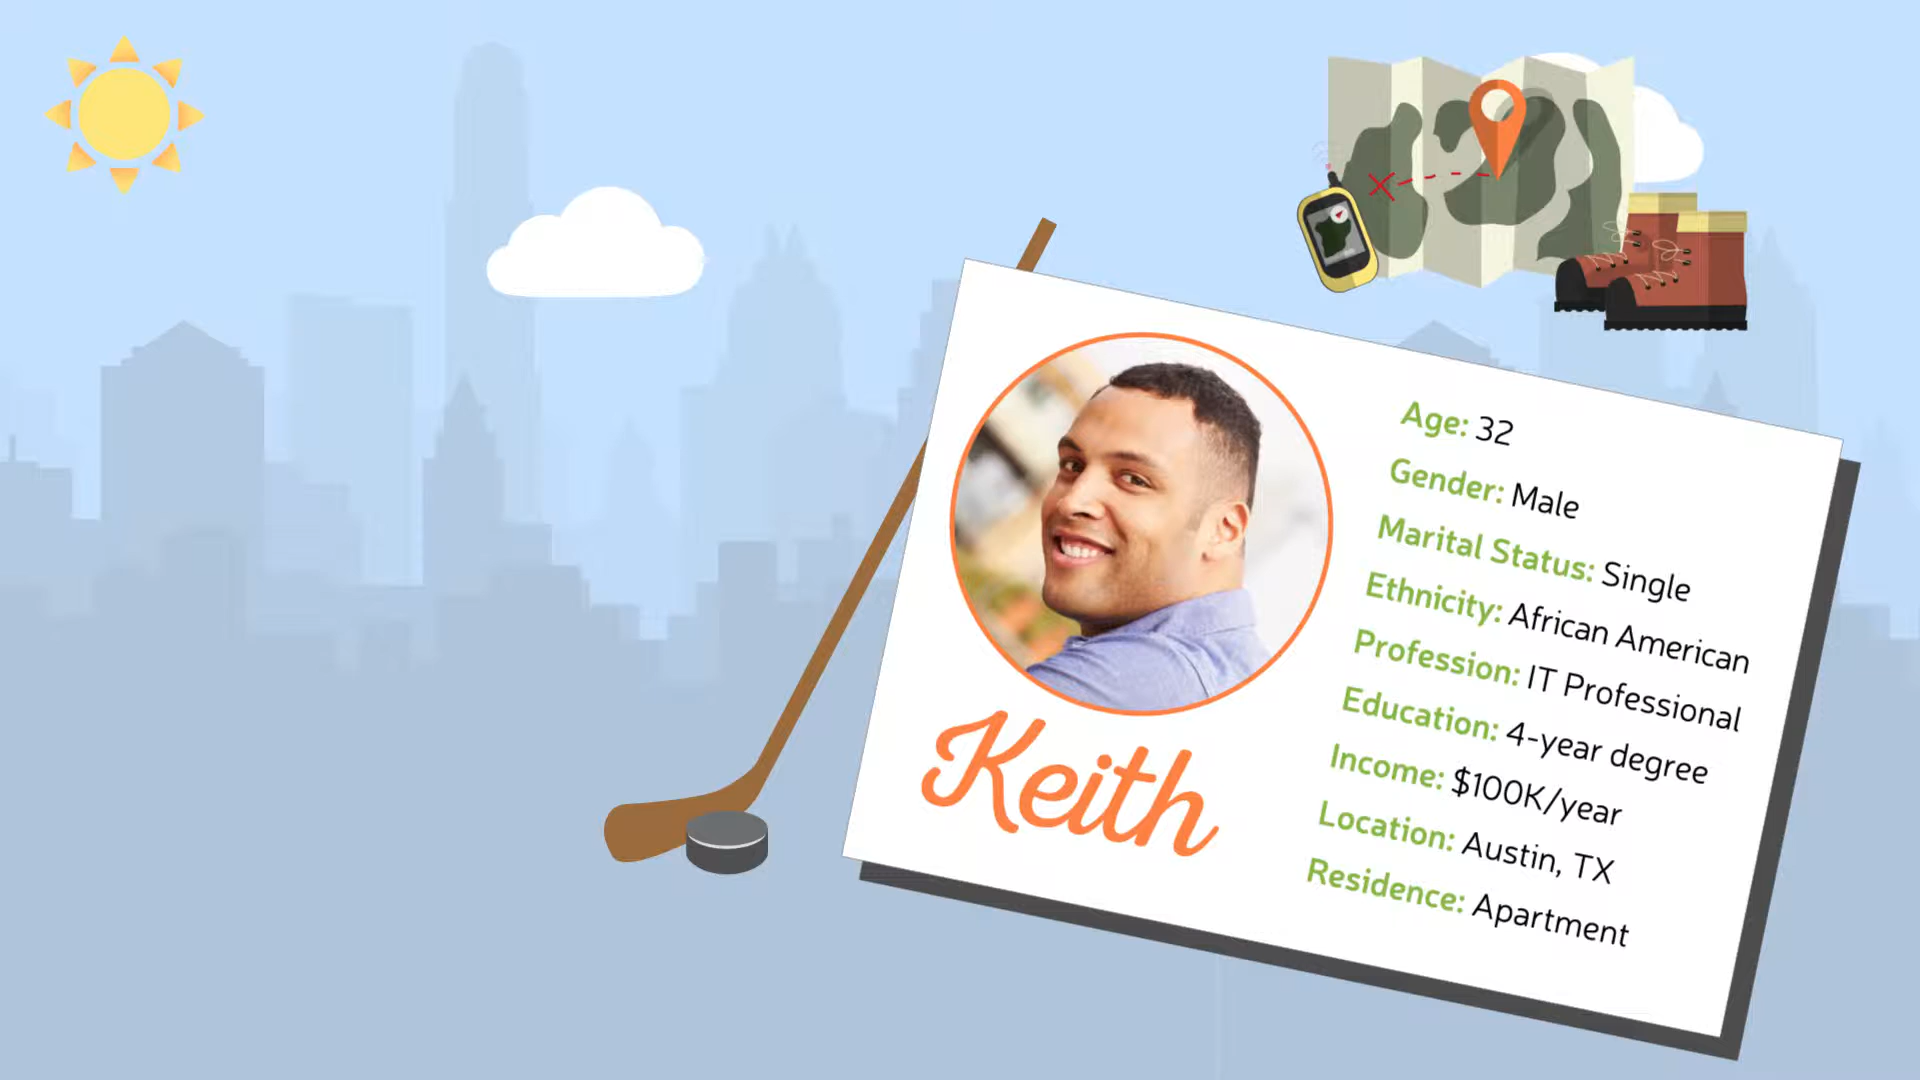 Keith
Age: 32
Gender: Male
Marital Status: Single
Ethnicity: African American
Profession: IT Professional
Education: 4-year degree
Income: $100K/year
Location: Austin, TX
Residence: Apartment